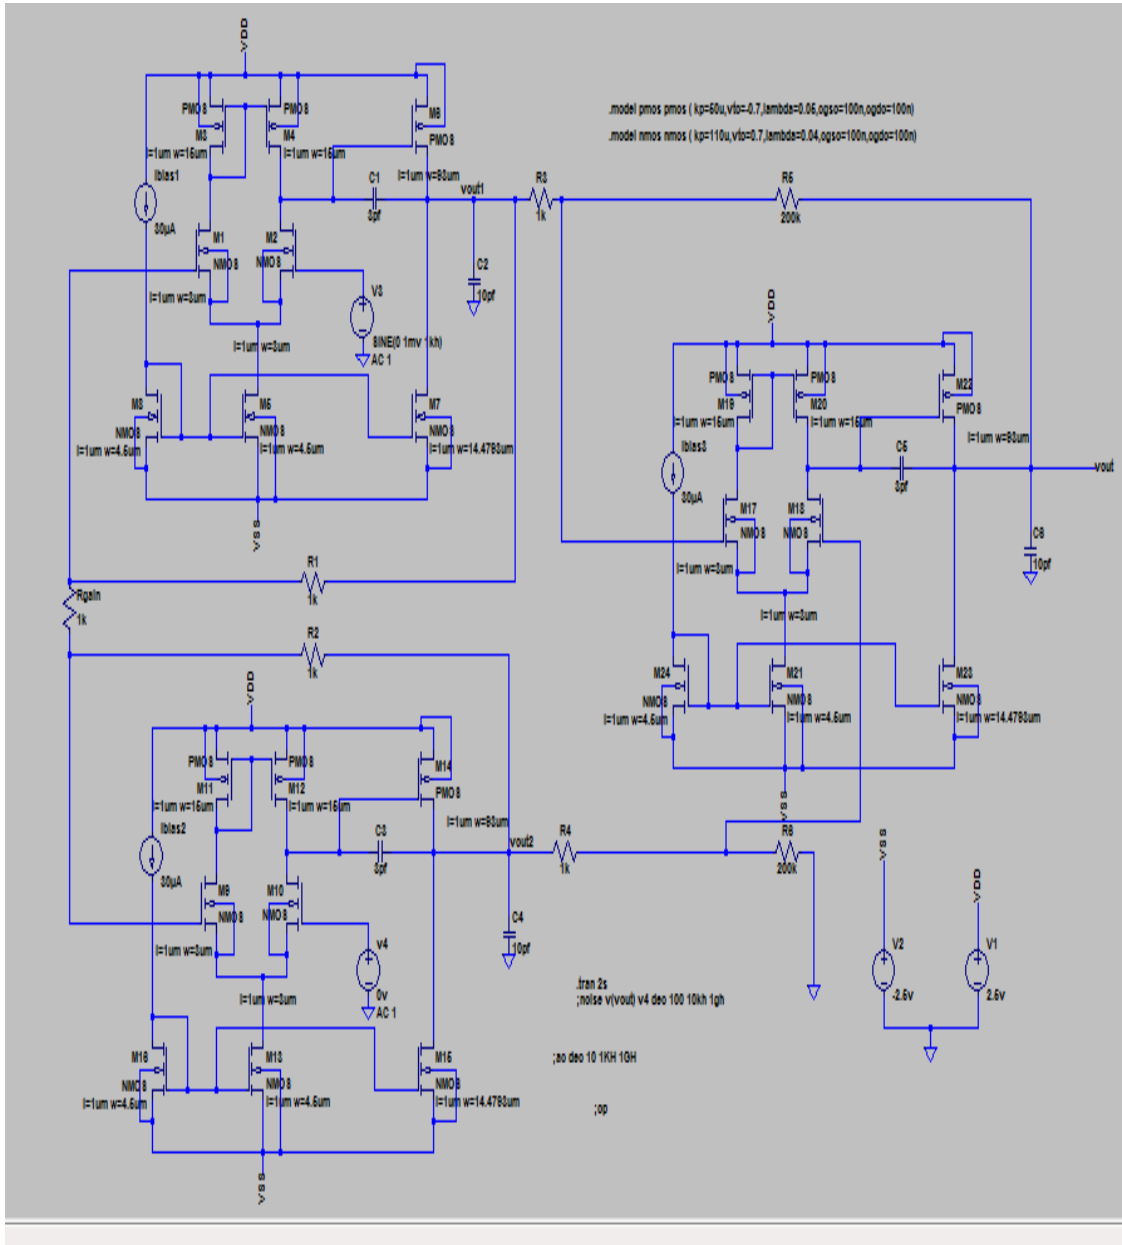 VDD
.model pmos pmos ( kp=50u,vto=-0.7,lambda=0.05,cgso=100n,cgdo=100n)
.model nmos nmos ( kp=110u,vto=0.7,lambda=0.04,cgso=100n,cgdo=100n)
PMOS
PMOS
M6
M3
M4
PMOS
l=1um w=15um
l=1um w=15um
l=1um w=93um
Ibias1
30µA
C1
3pf
vout1
R3
1k
R5
200k
M1
NMOS
M2
NMOS
l=1um w=3um
l=1um w=3um
C2
10pf
V3
SINE(0 1mv 1kh)
AC 1
M8
NMOS
l=1um w=4.5um
M5
NMOS
l=1um w=4.5um
M7
NMOS
l=1um w=14.4793um
VSS
VDD
PMOS
PMOS
M22
M19
M20
PMOS
l=1um w=15um
l=1um w=15um
l=1um w=93um
Ibias3
30µA
C5
3pf
vout
M17
NMOS
M18
NMOS
l=1um w=3um
l=1um w=3um
C6
10pf
R1
1k
Rgain
1k
R2
1k
M24
NMOS
l=1um w=4.5um
M21
NMOS
l=1um w=4.5um
M23
NMOS
l=1um w=14.4793um
VSS
VDD
PMOS
PMOS
M14
M11
M12
PMOS
l=1um w=15um
l=1um w=15um
l=1um w=93um
Ibias2
30µA
C3
3pf
vout2
R4
1k
R6
200k
M9
NMOS
M10
NMOS
l=1um w=3um
l=1um w=3um
C4
10pf
v4
0v
AC 1
VSS
VDD
V2
-2.5v
V1
2.5v
.tran 2s
;noise v(vout) v4 dec 100 10kh 1gh
;ac dec 10 1KH 1GH
;op
M16
NMOS
l=1um w=4.5um
M13
NMOS
l=1um w=4.5um
M15
NMOS
l=1um w=14.4793um
VSS